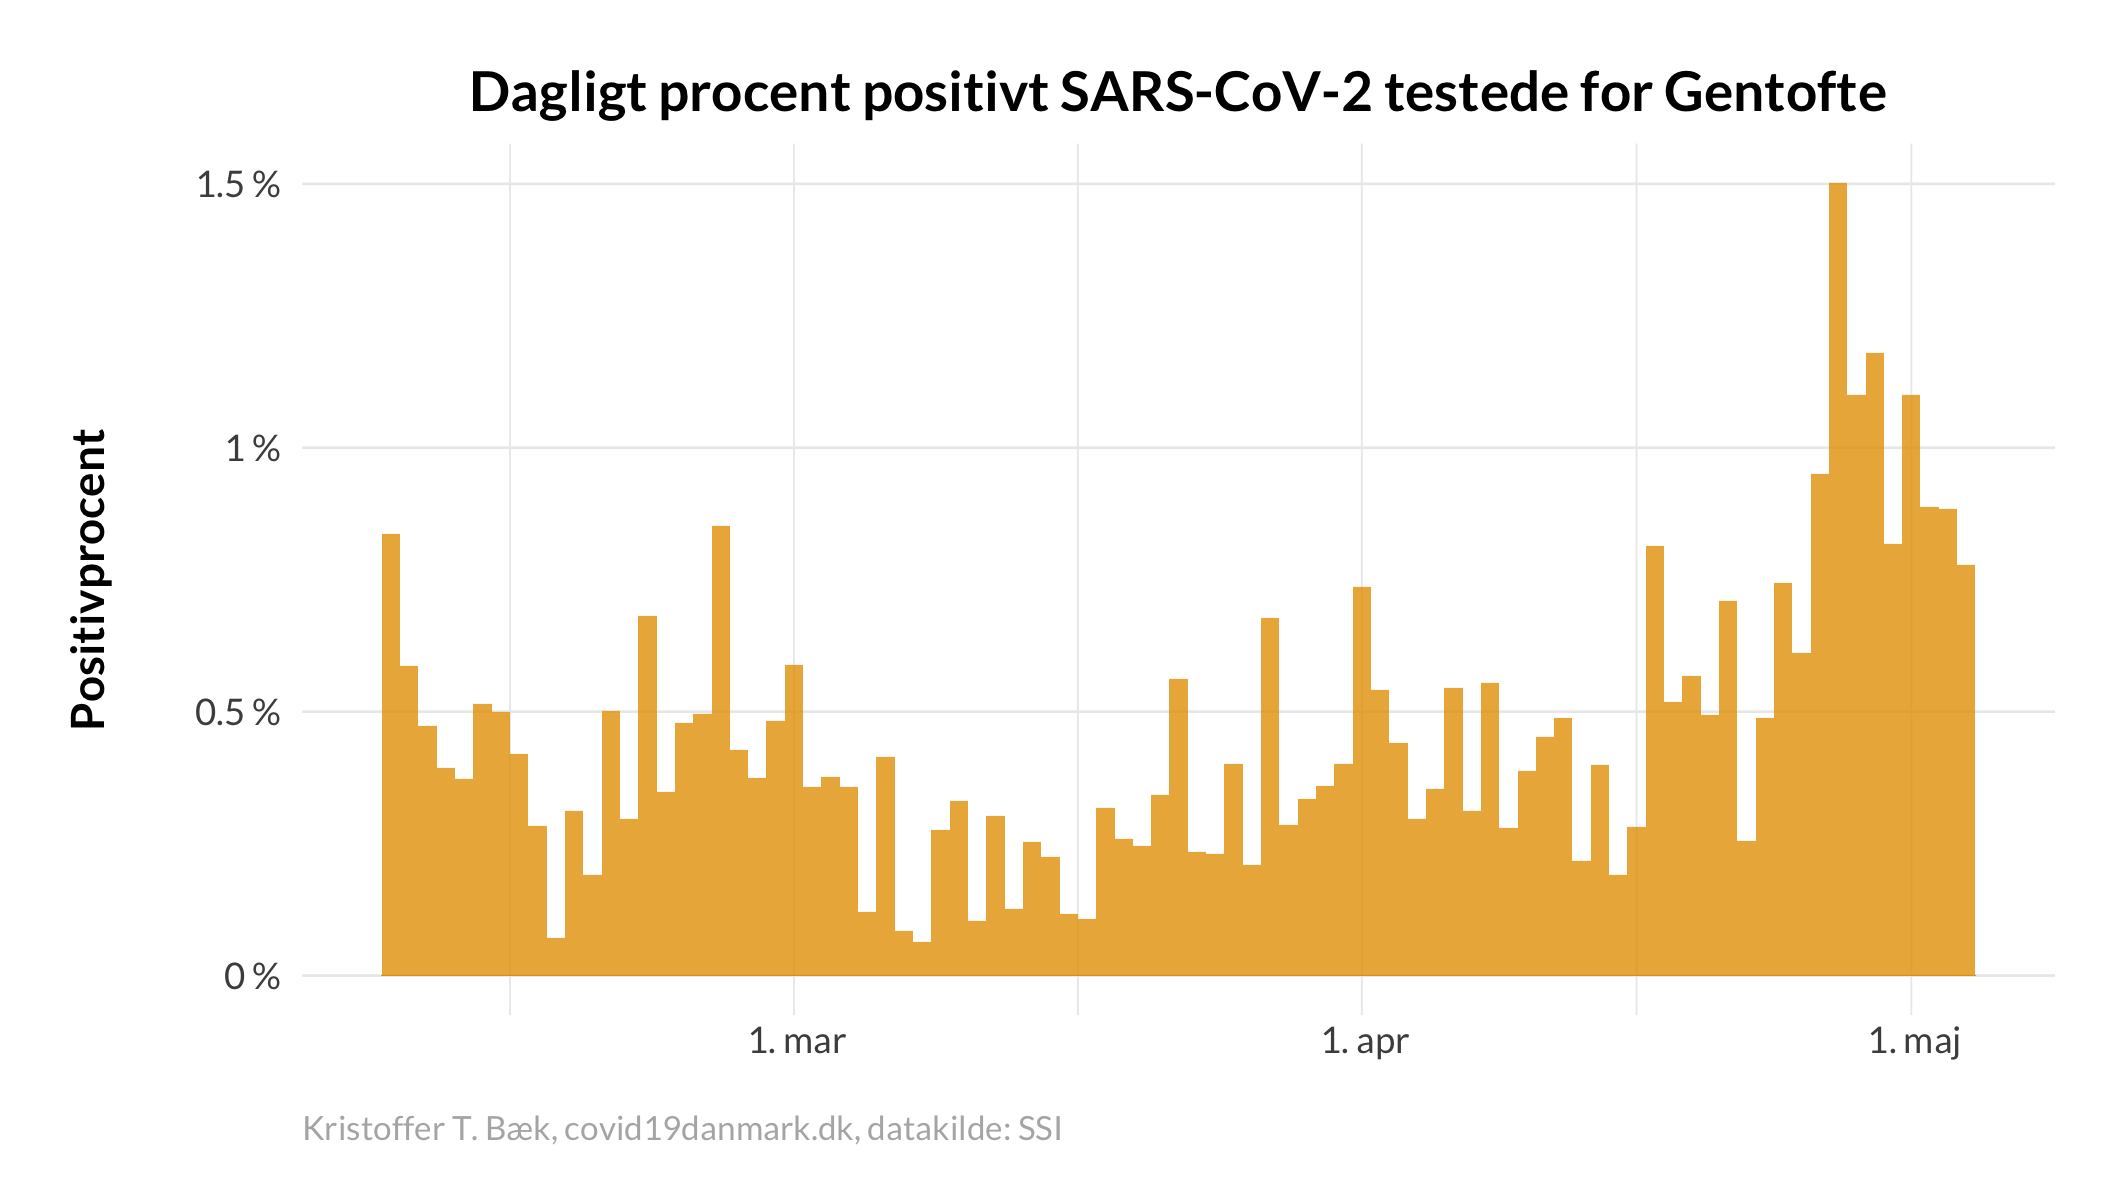 Dagligt procent positivt SARS-CoV-2 testede for Gentofte
1.5 %
1 %
0.5 %
0 %
Positivprocent
1. mar
1. apr
1. maj
Kristoffer T. Bæk, covid19danmark.dk, datakilde: SSI